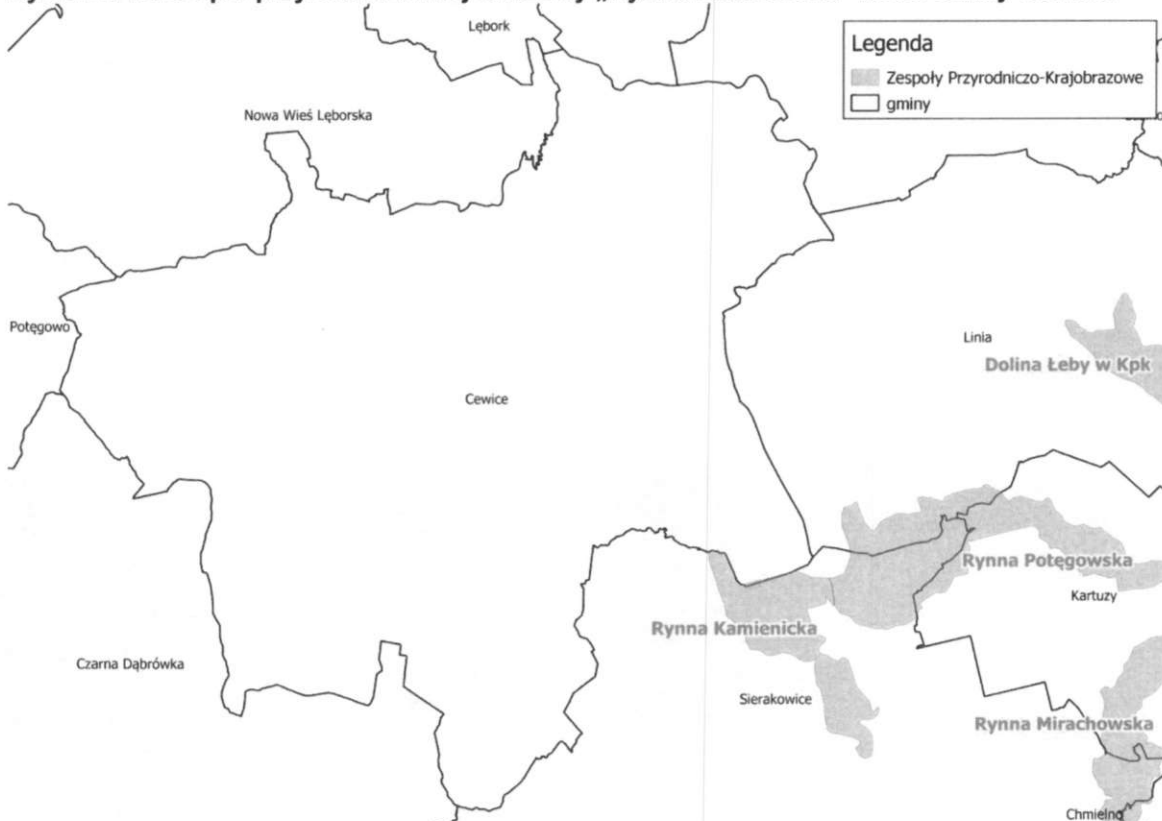 Lębork
Legenda
Zespoły Przyrodniczo-Krajobrazowe
gminy
Nowa Wieś Lęborska
Potęgowo
Linia
Dolina Łeby w Kpk
Cewice
Rynna Potęgowska
Kartuzy
Rynna Kamienicka
Czarna Dąbrówka
Sierakowice
Rynna Mirachowska
Chmielno